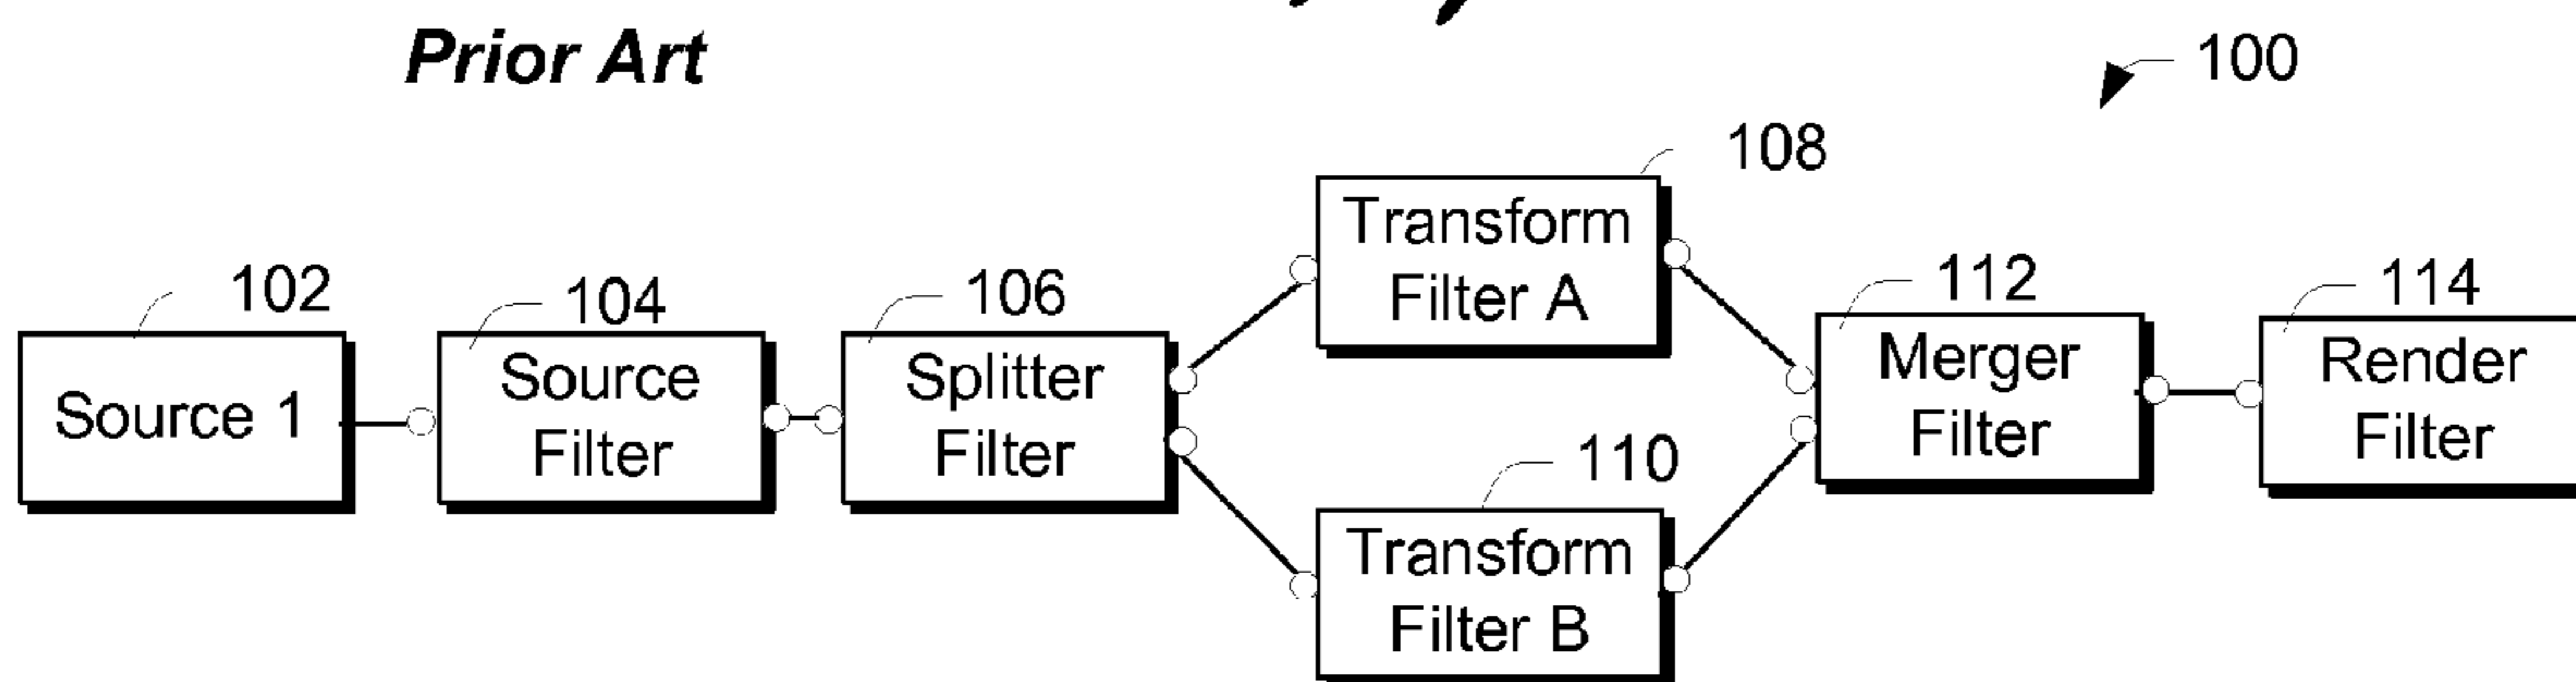 Prior Art
100
108
Transform
Filter A
102
104
106
112
114
Source 1
Source
Filter
Splitter
Filter
Merger
Filter
Render
Filter
110
Transform
Filter B